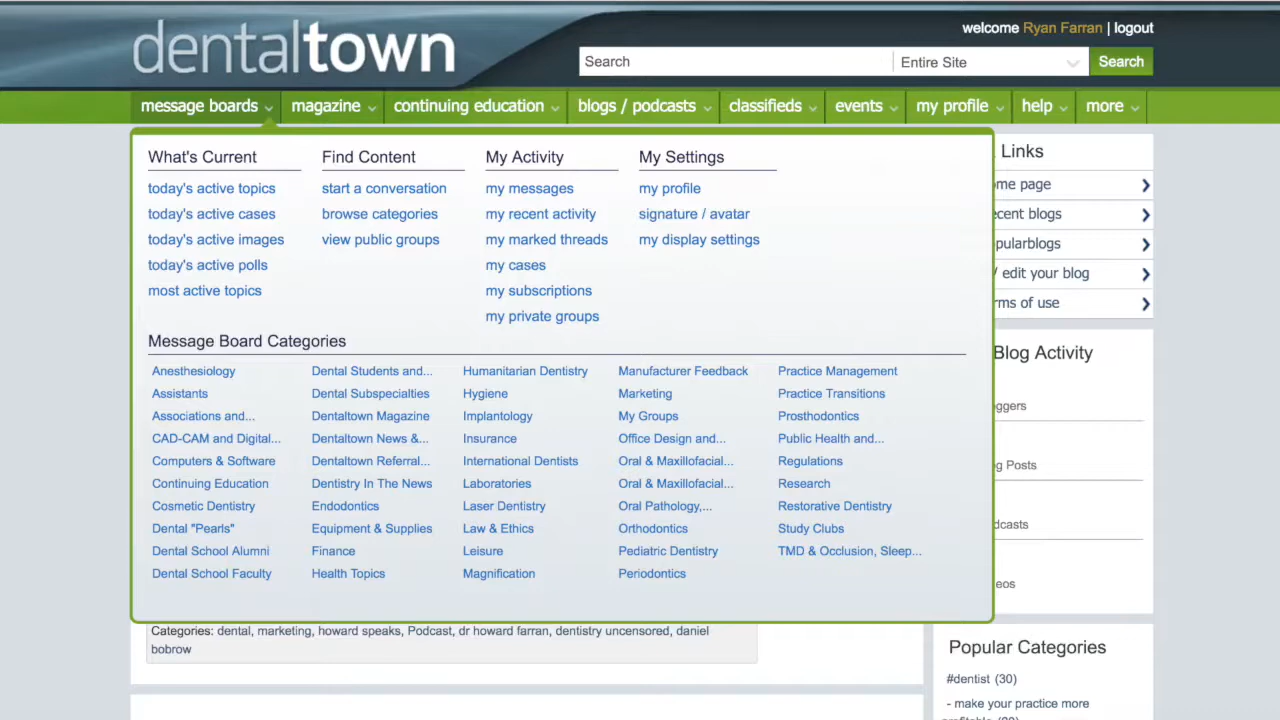 dentaltown
welcome Ryan Farran | logout
Search Entire Site Search
message boards magazine continuing education blogs / podcasts classifieds events my profile help more
What's Current
today's active topics
today's active cases
today's active images
today's active polls
most active topics
Find Content
start a conversation
browse categories
view public groups
My Activity
my messages
my recent activity
my marked threads
my cases
my subscriptions
my private groups
My Settings
my profile
signature / avatar
my display settings
Message Board Categories
Anesthesiology
Assistants
Associations and...
CAD-CAM and Digital...
Computers & Software
Continuing Education
Cosmetic Dentistry
Dental "Pearls"
Dental School Alumni
Dental School Faculty
Dental Students and...
Dental Subspecialties
Dentaltown Magazine
Dentaltown News &...
Dentaltown Referral...
Dentistry In The News
Endodontics
Equipment & Supplies
Finance
Health Topics
Humanitarian Dentistry
Hygiene
Implantology
Insurance
International Dentists
Laboratories
Laser Dentistry
Law & Ethics
Leisure
Magnification
Manufacturer Feedback
Marketing
My Groups
Office Design and...
Oral & Maxillofacial...
Oral & Maxillofacial...
Oral Pathology,...
Orthodontics
Pediatric Dentistry
Periodontics
Practice Management
Practice Transitions
Prosthodontics
Public Health and...
Regulations
Research
Restorative Dentistry
Study Clubs
TMD & Occlusion, Sleep...
Categories: dental, marketing, howard speaks, Podcast, dr howard farran, dentistry uncensored, daniel
bobrow
Links
me page
ecent blogs
pularblogs
/ edit your blog
rms of use
Blog Activity
ggers
g Posts
dcasts
eos
Popular Categories
#dentist (30)
- make your practice more